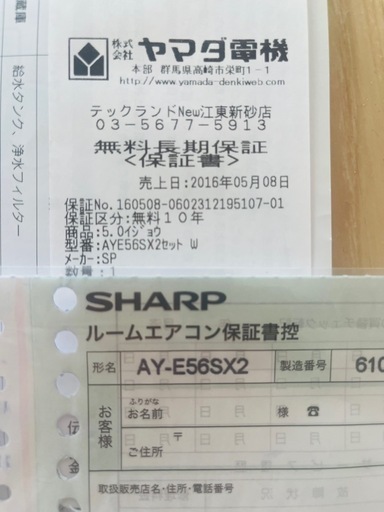 蔵庫
給水タンク、浄水フィルター
株式会社 ヤマダ電機
本部 群馬県高崎市栄町1-1
http://www.yamada-denkiweb.com
テックランドNew江東新砂店
03-5677-5913
無料長期保証
<保証書>
売上日:2016年05月08日
保証No.160508-0602312195107-01
保証区分:無料10年
商品:5.0イジョウ
型番:AYE56SX2セット W
メーカー:SP
数量:1
SHARP
ルームエアコン保証書控
形名 AY-E56SX2 製造番号 610
お客様
ふりがな
お名前 様 ☎
〒
ご住所
取扱販売店名・住所・電話番号
伝
金